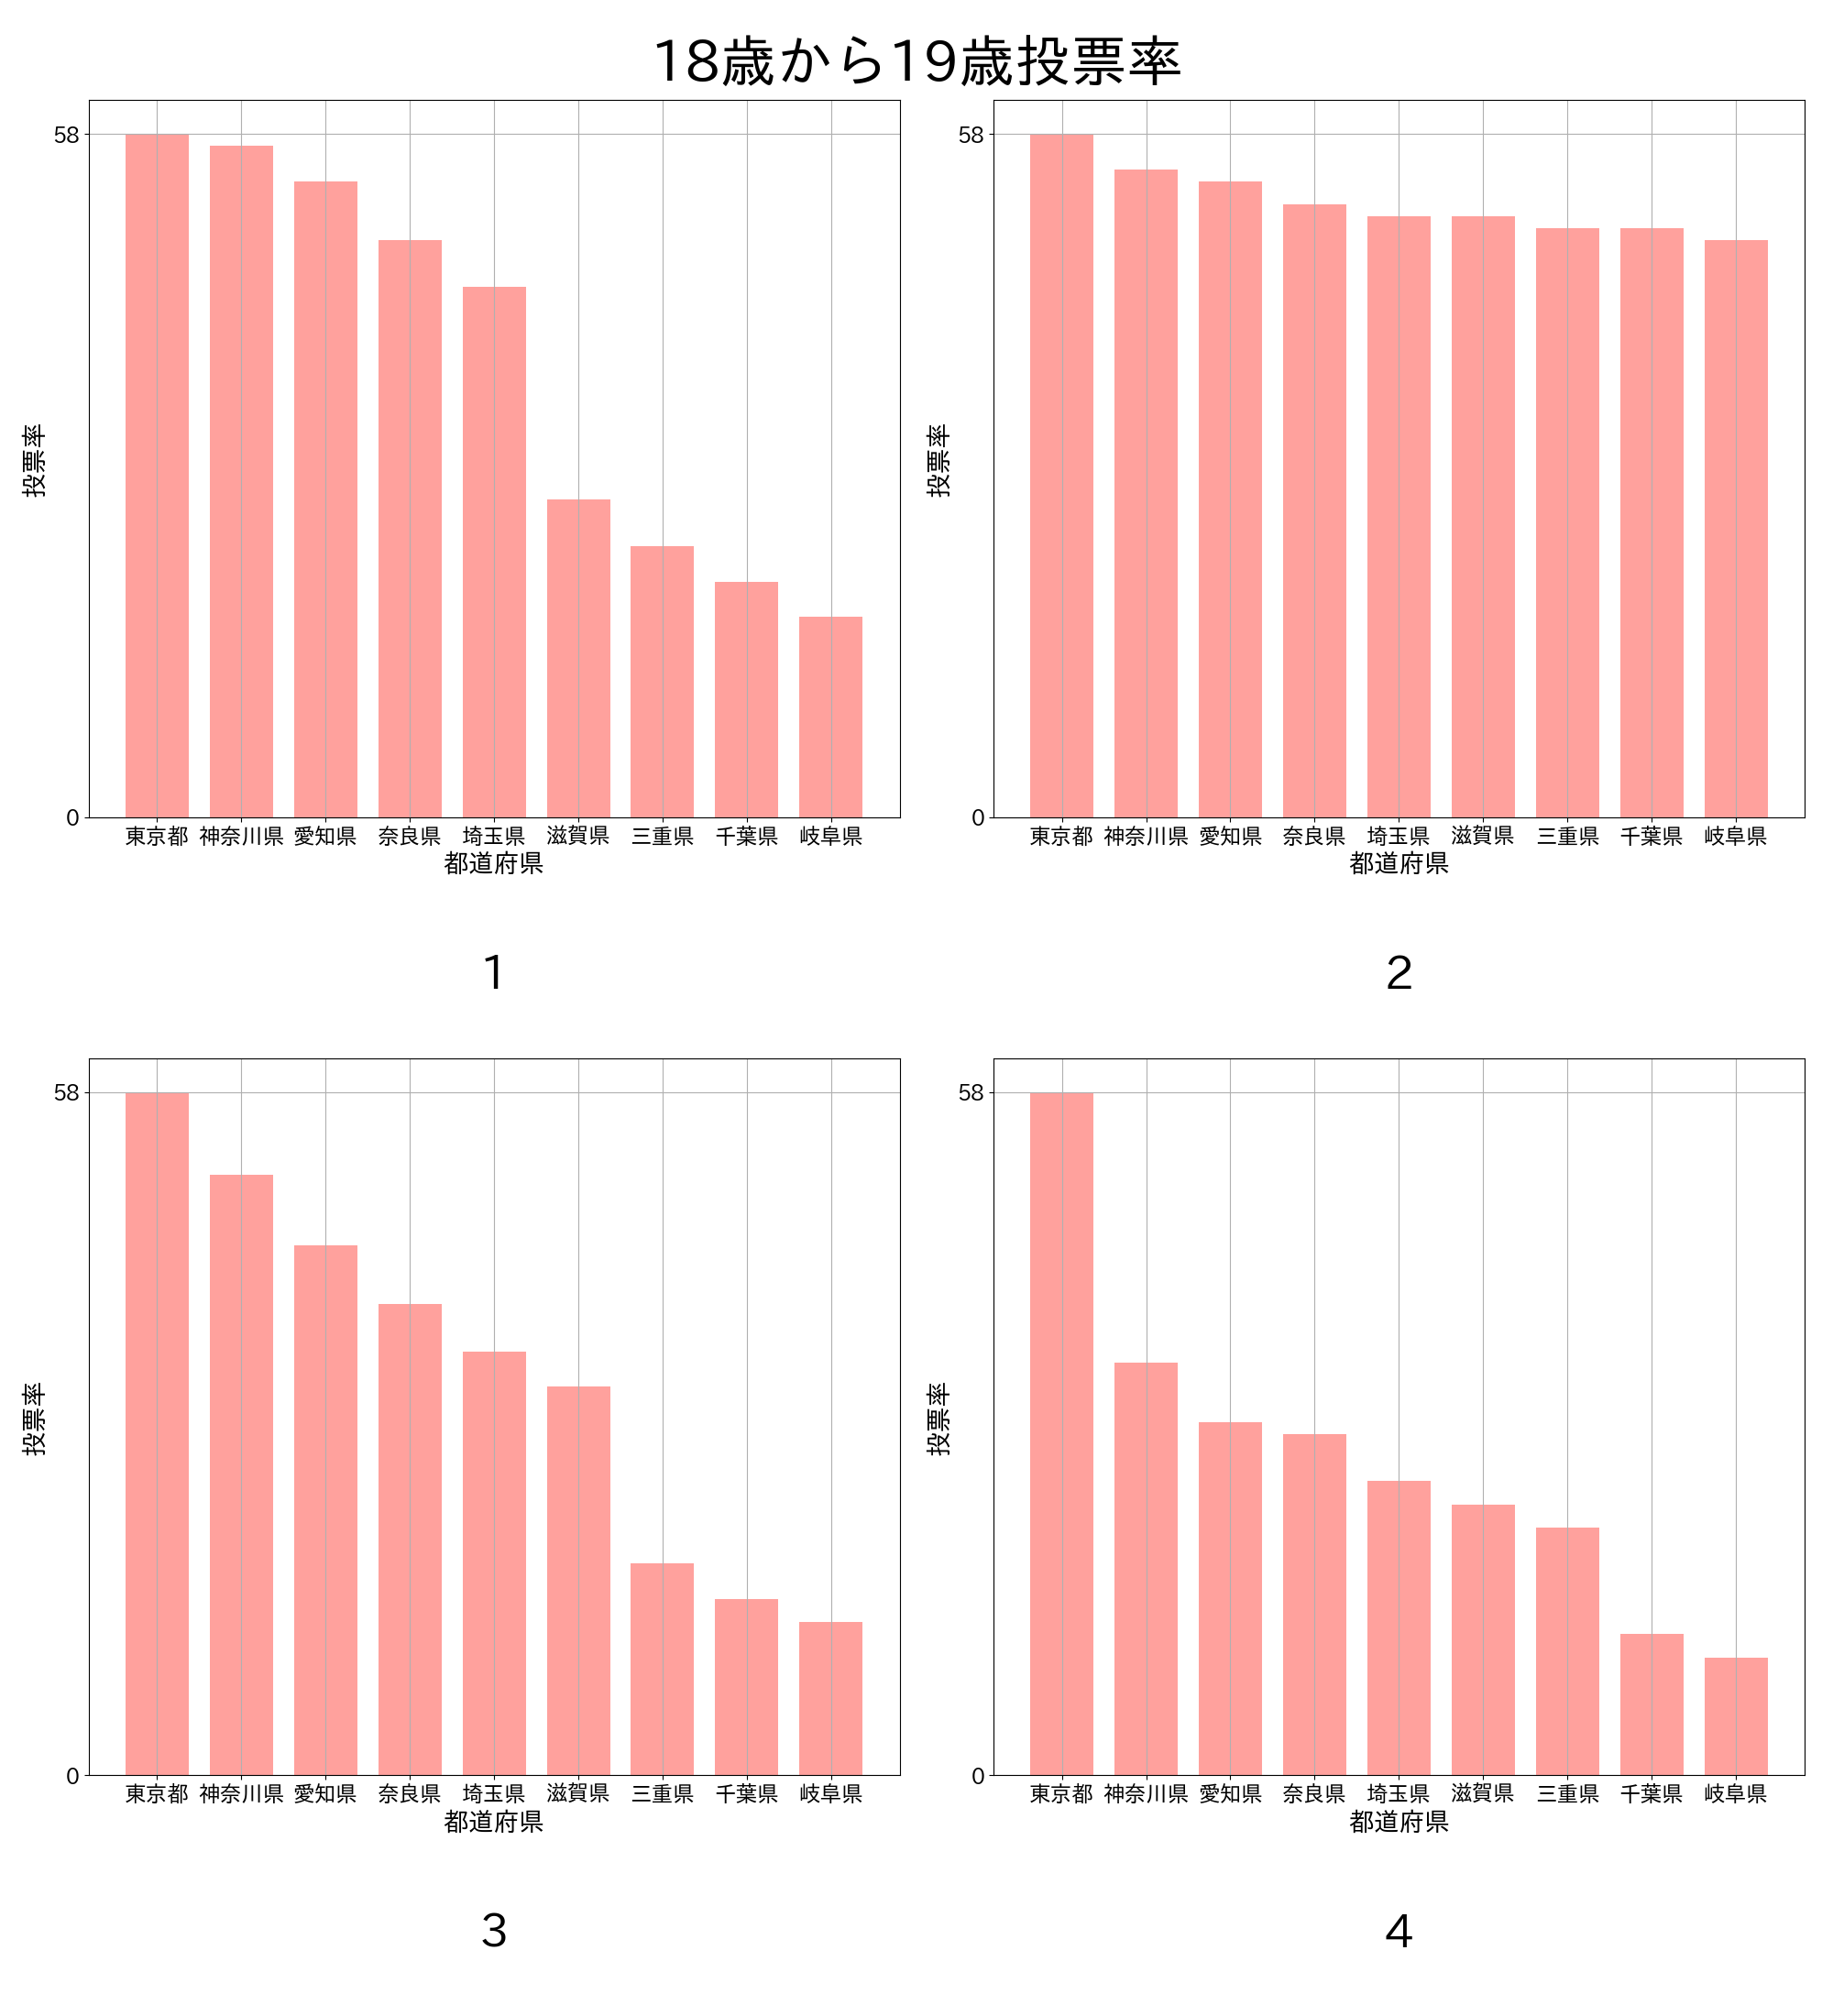 18歳から19歳投票率
58
0
投票率
東京都 神奈川県 愛知県 奈良県 埼玉県 滋賀県 三重県 千葉県 岐阜県
都道府県
1
58
0
投票率
東京都 神奈川県 愛知県 奈良県 埼玉県 滋賀県 三重県 千葉県 岐阜県
都道府県
2
58
0
投票率
東京都 神奈川県 愛知県 奈良県 埼玉県 滋賀県 三重県 千葉県 岐阜県
都道府県
3
58
0
投票率
東京都 神奈川県 愛知県 奈良県 埼玉県 滋賀県 三重県 千葉県 岐阜県
都道府県
4